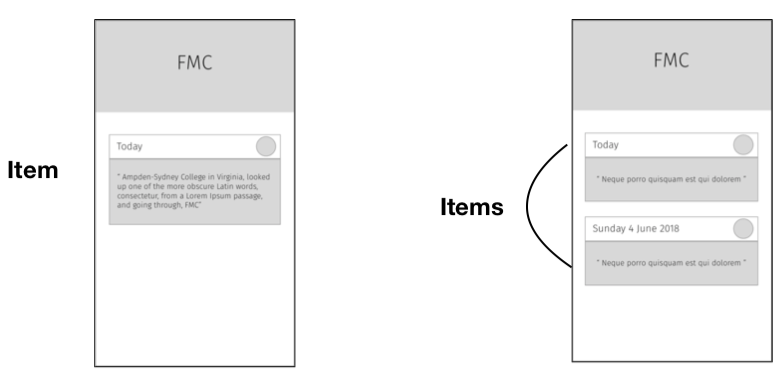 FMC
Today
Item
" Ampden-Sydney College in Virginia, looked
up one of the more obscure Latin words,
consectetur, from a Lorem Ipsum passage,
and going through, FMC"
FMC
Today
" Neque porro quisquam est qui dolorem "
Items
Sunday 4 June 2018
" Neque porro quisquam est qui dolorem "